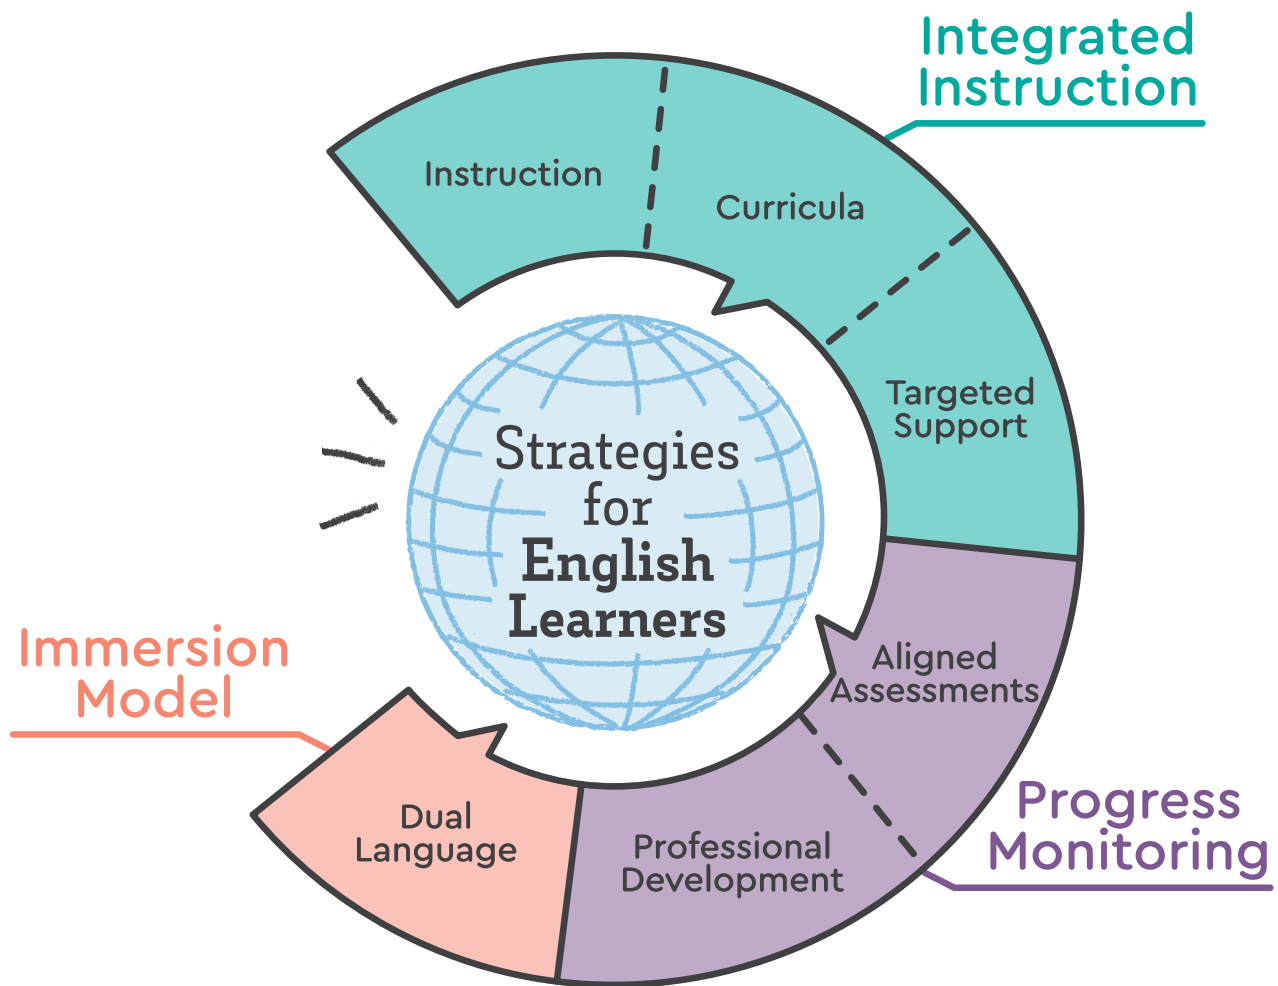 Integrated
Instruction
Instruction
Curricula
Targeted
Support
Strategies
for
English
Learners
Aligned
Assessments
Progress
Monitoring
Professional
Development
Dual
Language
Immersion
Model